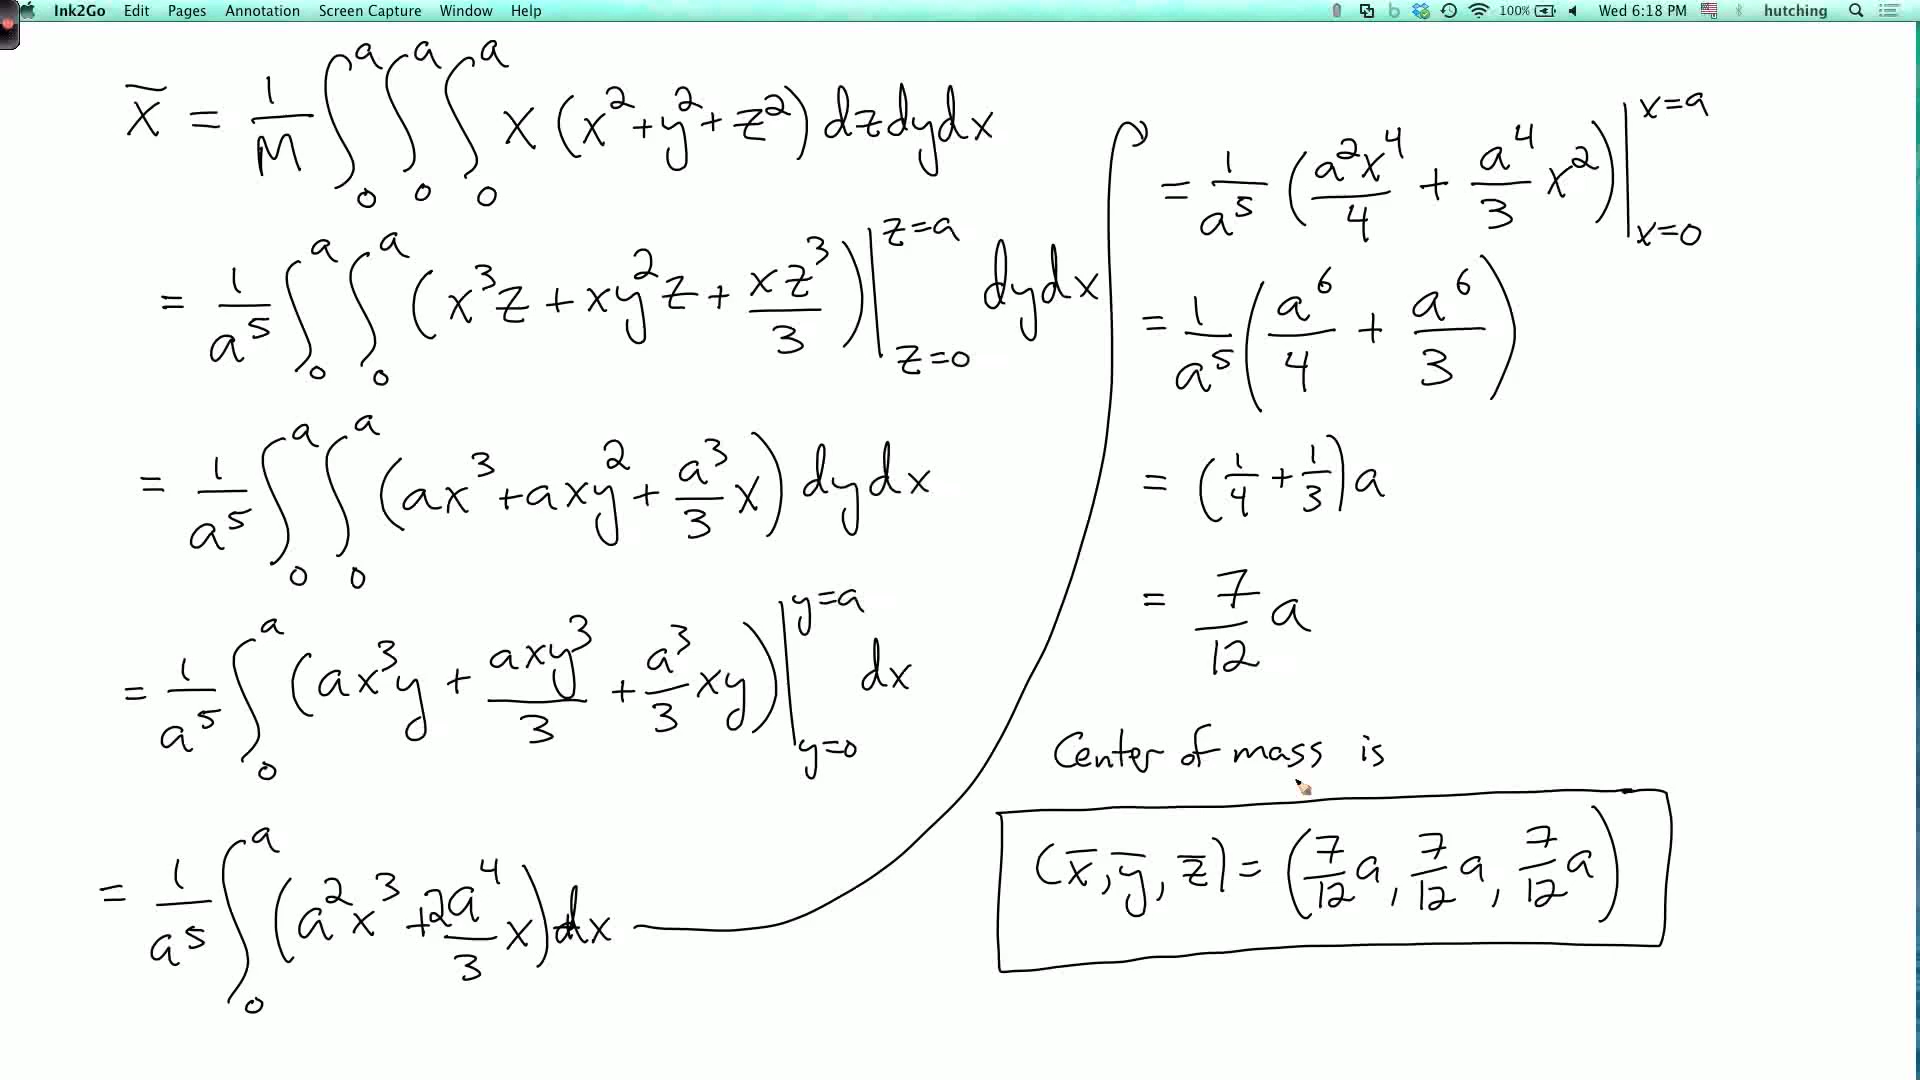 Ink2Go Edit Pages Annotation Screen Capture Window Help 100% Wed 6:18 PM hutching
x̄ = 1/M ∫₀ᵃ ∫₀ᵃ ∫₀ᵃ x (x² + y² + z²) dz dy dx
= 1/a⁵ ∫₀ᵃ ∫₀ᵃ (x³z + xy²z + xz³/3) |_{z=0}^{z=a} dy dx
= 1/a⁵ ∫₀ᵃ ∫₀ᵃ (ax³ + axy² + a³/3 x) dy dx
= 1/a⁵ ∫₀ᵃ (ax³y + axy³/3 + a³/3 xy) |_{y=0}^{y=a} dx
= 1/a⁵ ∫₀ᵃ (a²x³ + 2a⁴/3 x) dx
= 1/a⁵ (a²x⁴/4 + a⁴/3 x²) |_{x=0}^{x=a}
= 1/a⁵ (a⁶/4 + a⁶/3)
= (1/4 + 1/3) a
= 7/12 a
Center of mass is
(x̄, ȳ, z̄) = (7/12 a, 7/12 a, 7/12 a)